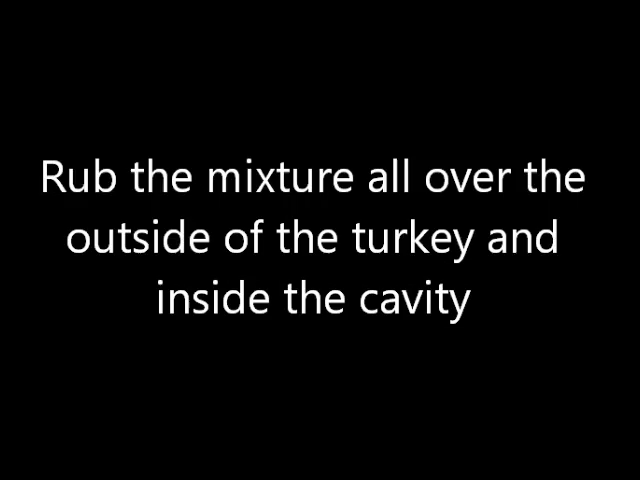 Rub the mixture all over the
outside of the turkey and
inside the cavity